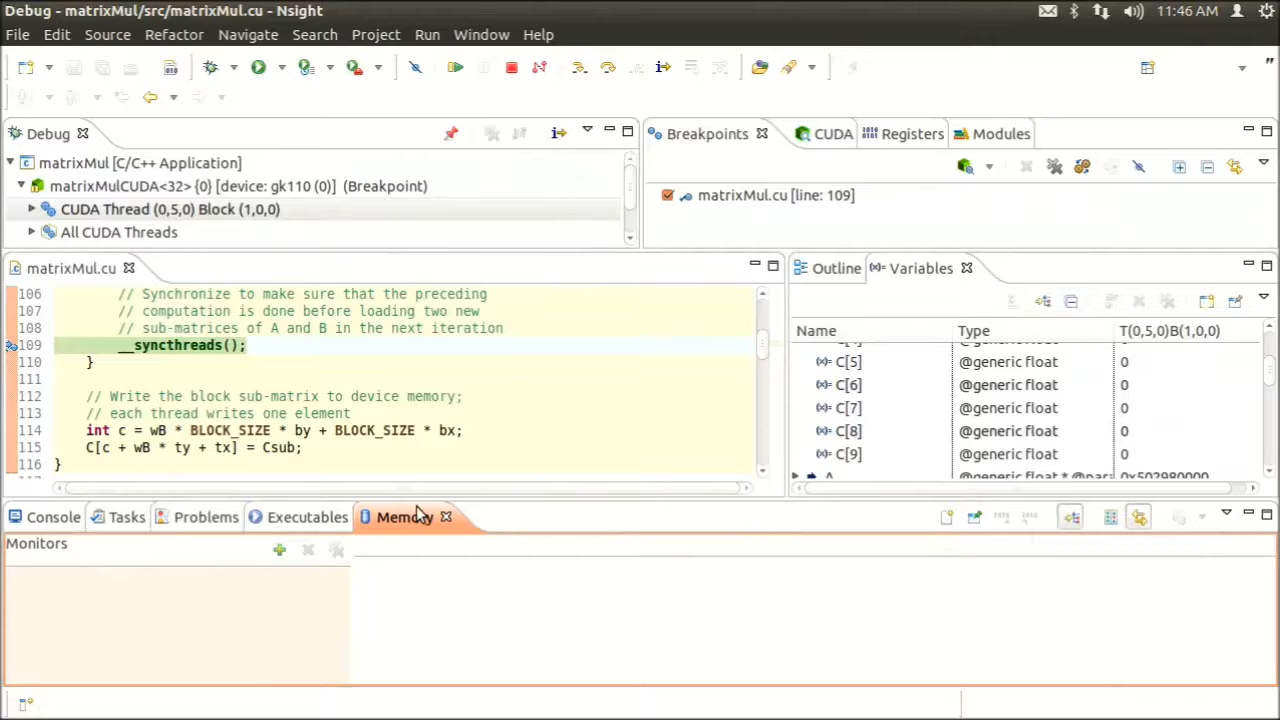 Debug - matrixMul/src/matrixMul.cu - Nsight
11:46 AM
File Edit Source Refactor Navigate Search Project Run Window Help
Debug
Breakpoints CUDA Registers Modules
matrixMul [C/C++ Application]
matrixMulCUDA<32> {0} [device: gk110 (0)] (Breakpoint)
CUDA Thread (0,5,0) Block (1,0,0)
All CUDA Threads
matrixMul.cu [line: 109]
matrixMul.cu
106 // Synchronize to make sure that the preceding
107 // computation is done before loading two new
108 // sub-matrices of A and B in the next iteration
109 __syncthreads();
110 }
111
112 // Write the block sub-matrix to device memory;
113 // each thread writes one element
114 int c = wB * BLOCK_SIZE * by + BLOCK_SIZE * bx;
115 C[c + wB * ty + tx] = Csub;
116 }
Outline Variables
Name Type T(0,5,0)B(1,0,0)
C[5] @generic float 0
C[6] @generic float 0
C[7] @generic float 0
C[8] @generic float 0
C[9] @generic float 0
A @generic float * @para 0x502980000
Console Tasks Problems Executables Memory
Monitors